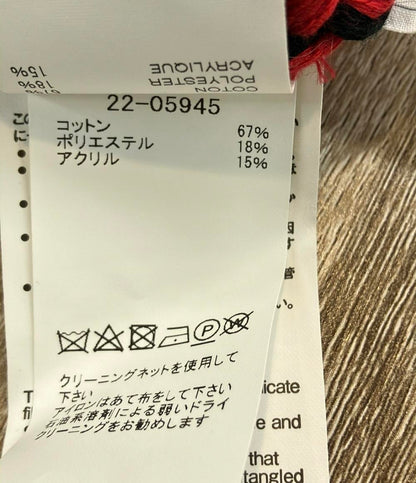 COTTON 67%
POLYESTER 18%
ACRYLIQUE 15%
22-05945
コットン 67%
ポリエステル 18%
アクリル 15%
クリーニングネットを使用して
下さい
アイロンはあて布をして下さい
石油系溶剤による弱いドライ
クリーニングをお勧めします
and
that
tangled